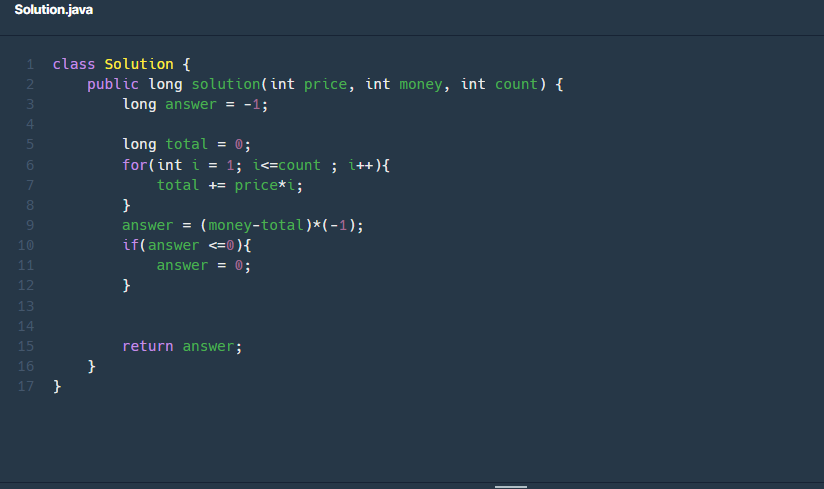 Solution.java
1 class Solution {
2     public long solution(int price, int money, int count) {
3         long answer = -1;
4
5         long total = 0;
6         for(int i = 1; i<=count ; i++){
7             total += price*i;
8         }
9         answer = (money-total)*(-1);
10         if(answer <=0){
11             answer = 0;
12         }
13
14
15         return answer;
16     }
17 }